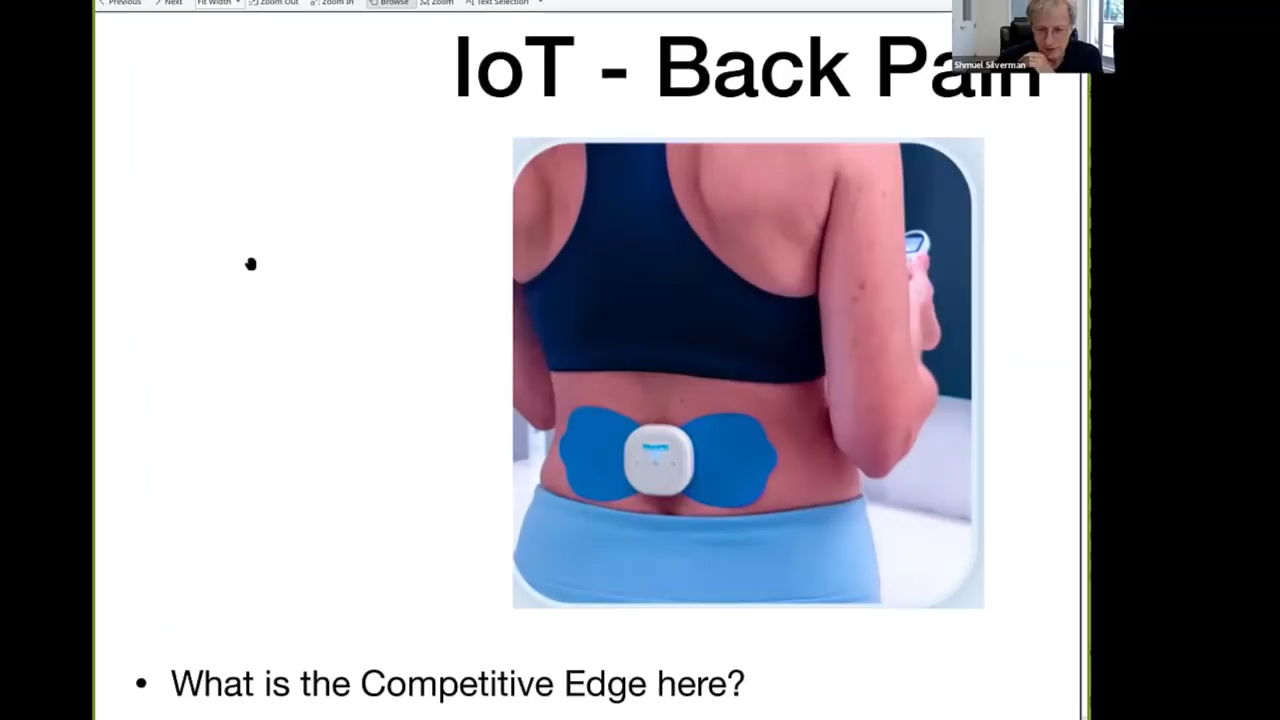 Previous Next Fit Width Zoom Out Zoom In Browse Zoom Text Selection
Shmuel Silverman
IoT - Back Pain
• What is the Competitive Edge here?